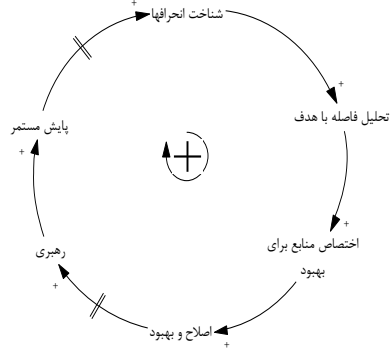 شناخت انحرافها
+
+
تحلیل فاصله با هدف
پایش مستمر
+
+
اختصاص منابع برای
بهبود
+
رهبری
+
اصلاح و بهبود
+